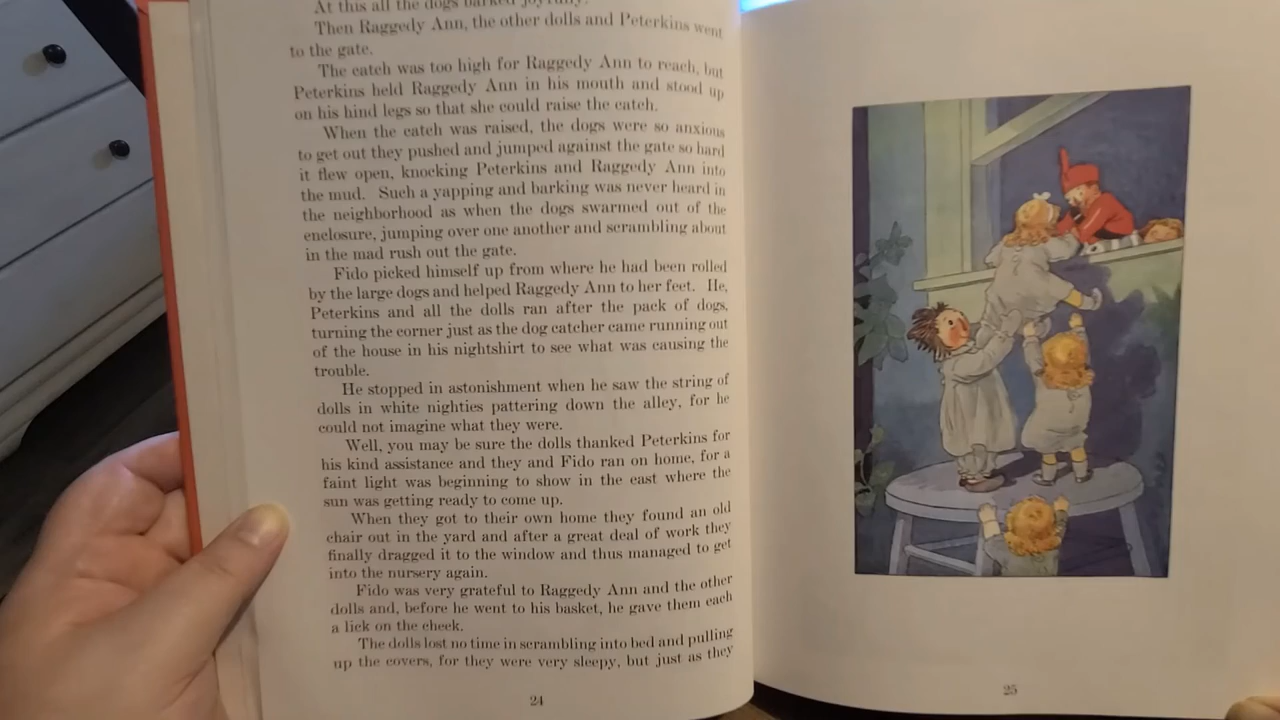 At this all the dogs barked joyfully.
Then Raggedy Ann, the other dolls and Peterkins went
to the gate.
The catch was too high for Raggedy Ann to reach, but
Peterkins held Raggedy Ann in his mouth and stood up
on his hind legs so that she could raise the catch.
When the catch was raised, the dogs were so anxious
to get out they pushed and jumped against the gate so hard
it flew open, knocking Peterkins and Raggedy Ann into
the mud. Such a yapping and barking was never heard in
the neighborhood as when the dogs swarmed out of the
enclosure, jumping over one another and scrambling about
in the mad rush out the gate.
Fido picked himself up from where he had been rolled
by the large dogs and helped Raggedy Ann to her feet. He,
Peterkins and all the dolls ran after the pack of dogs,
turning the corner just as the dog catcher came running out
of the house in his nightshirt to see what was causing the
trouble.
He stopped in astonishment when he saw the string of
dolls in white nighties pattering down the alley, for he
could not imagine what they were.
Well, you may be sure the dolls thanked Peterkins for
his kind assistance and they and Fido ran on home, for a
faint light was beginning to show in the east where the
sun was getting ready to come up.
When they got to their own home they found an old
chair out in the yard and after a great deal of work they
finally dragged it to the window and thus managed to get
into the nursery again.
Fido was very grateful to Raggedy Ann and the other
dolls and, before he went to his basket, he gave them each
a lick on the cheek.
The dolls lost no time in scrambling into bed and pulling
up the covers, for they were very sleepy, but just as they
24
25